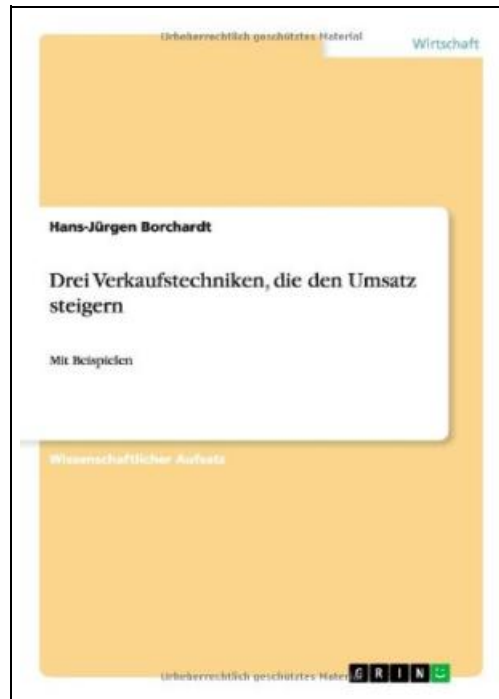 Urheberrechtlich geschütztes Material
Wirtschaft
Hans-Jürgen Borchardt
Drei Verkaufstechniken, die den Umsatz
steigern
Mit Beispielen
Wissenschaftlicher Aufsatz
Urheberrechtlich geschütztes Mater
GRIN